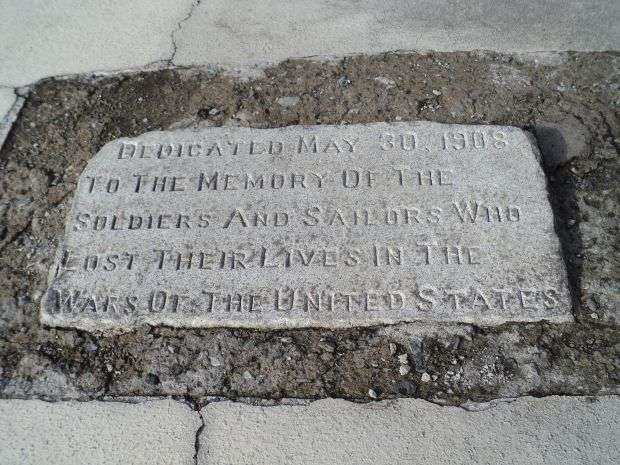 DEDICATED MAY 30, 1908
TO THE MEMORY OF THE
SOLDIERS AND SAILORS WHO
LOST THEIR LIVES IN THE
WARS OF THE UNITED STATES